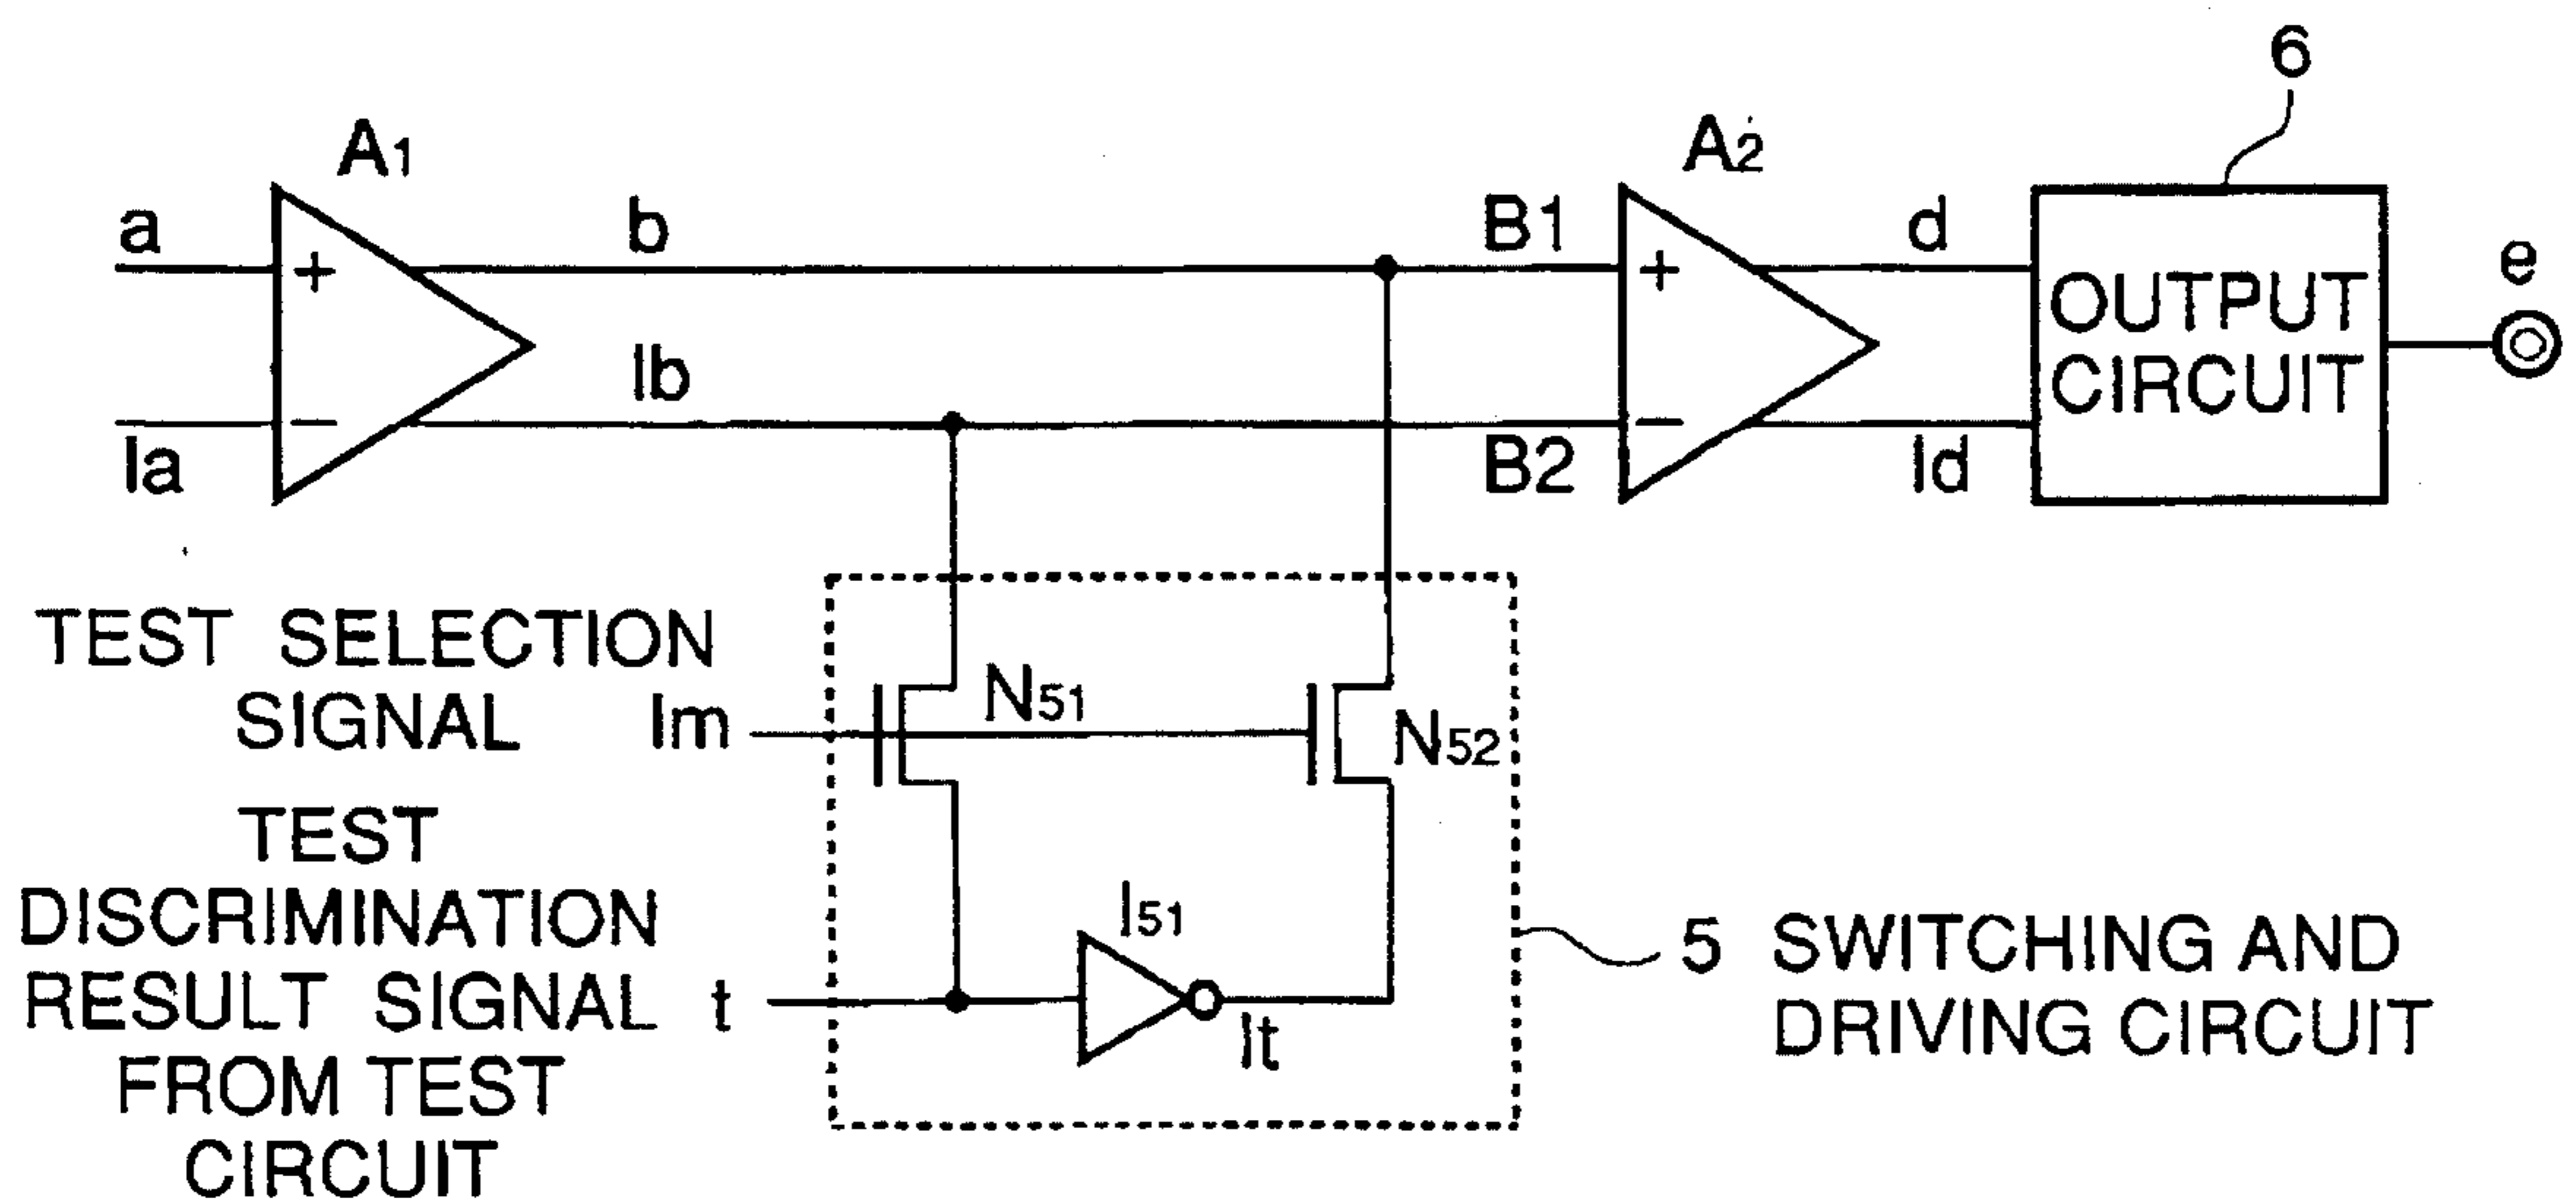 6
A1
A2
a
b
B1
d
e
+
+
OUTPUT
CIRCUIT
Ib
−
−
Ia
B2
Id
TEST SELECTION
SIGNAL Im
N51
N52
TEST
DISCRIMINATION
RESULT SIGNAL t
FROM TEST
CIRCUIT
I51
It
5 SWITCHING AND
DRIVING CIRCUIT